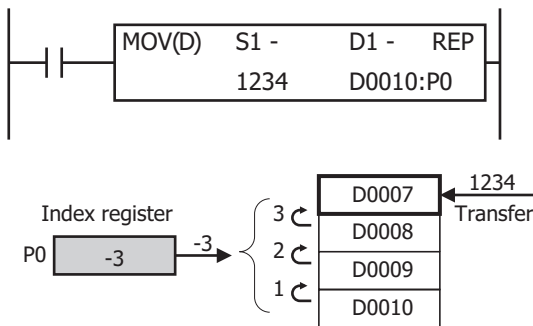 MOV(D) S1 - D1 - REP
1234 D0010:P0
D0007 1234
Index register 3 D0008 Transfer
P0 -3 -3 2 D0009
1 D0010